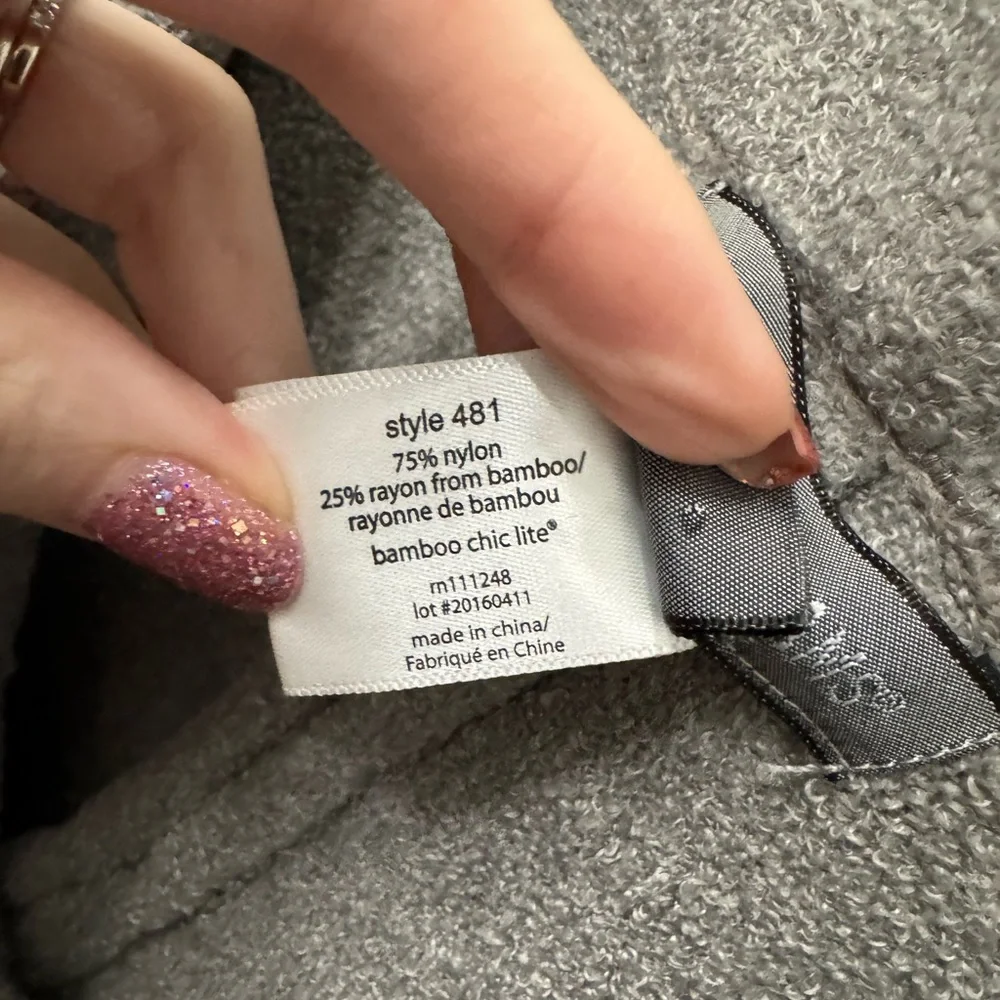 style 481
75% nylon
25% rayon from bamboo/
rayonne de bambou
bamboo chic lite®
m111248
lot #20160411
made in china/
Fabriqué en Chine